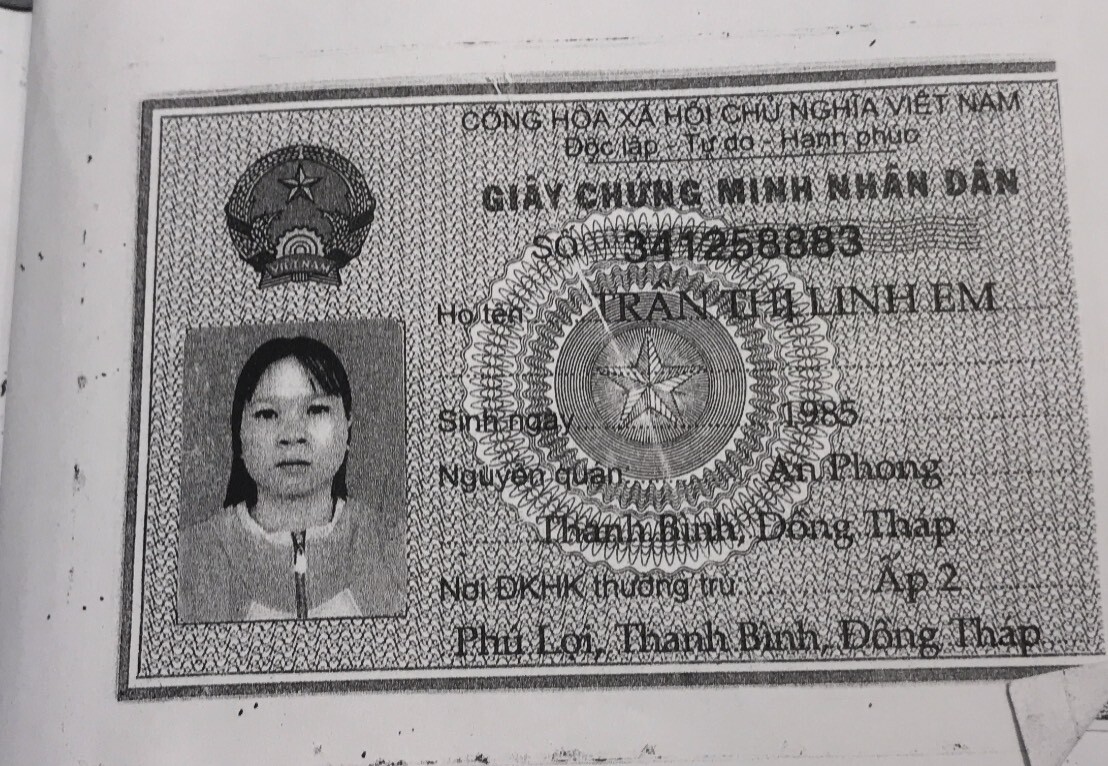 CỘNG HÒA XÃ HỘI CHỦ NGHĨA VIỆT NAM
Độc lập - Tự do - Hạnh phúc
GIẤY CHỨNG MINH NHÂN DÂN
SỐ 341258883
Họ tên TRẦN THỊ LINH EM
Sinh ngày 1985
Nguyên quán An Phong
Thanh Bình, Đồng Tháp
Nơi ĐKHK thường trú Ấp 2
Phú Lợi, Thanh Bình, Đồng Tháp
VIỆT NAM